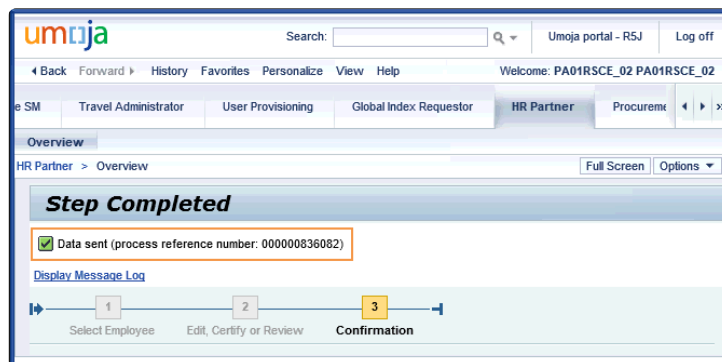 umoja
Search:
Umoja portal - R5J
Log off
Back Forward History Favorites Personalize View Help
Welcome: PA01RSCE_02 PA01RSCE_02
e SM Travel Administrator User Provisioning Global Index Requestor HR Partner Procureme
Overview
HR Partner > Overview
Full Screen Options
Step Completed
Data sent (process reference number: 000000836082)
Display Message Log
1 2 3
Select Employee Edit, Certify or Review Confirmation